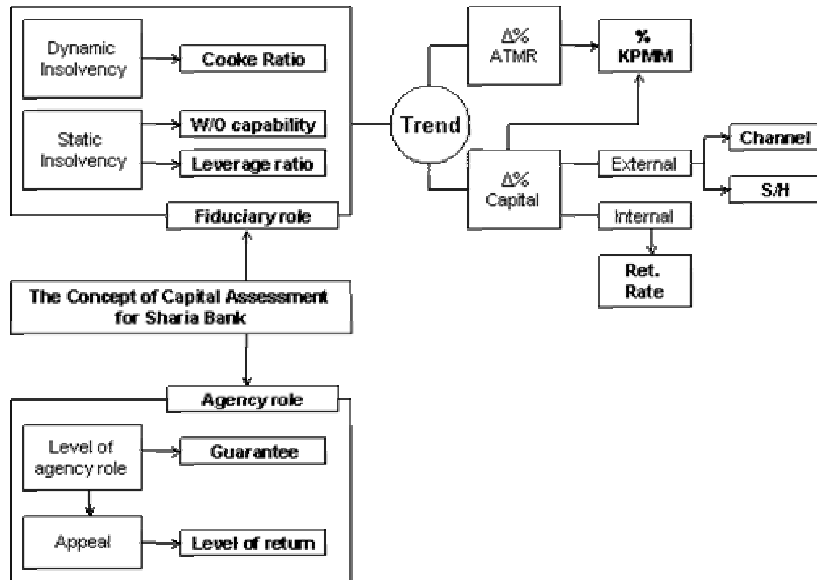 Dynamic
Insolvency
Cooke Ratio
Static
Insolvency
W/O capability
Leverage ratio
Fiduciary role
Trend
Δ%
ATMR
%
KPMM
Δ%
Capital
External
Internal
Channel
S/H
Ret.
Rate
The Concept of Capital Assessment
for Sharia Bank
Agency role
Level of
agency role
Guarantee
Appeal
Level of return